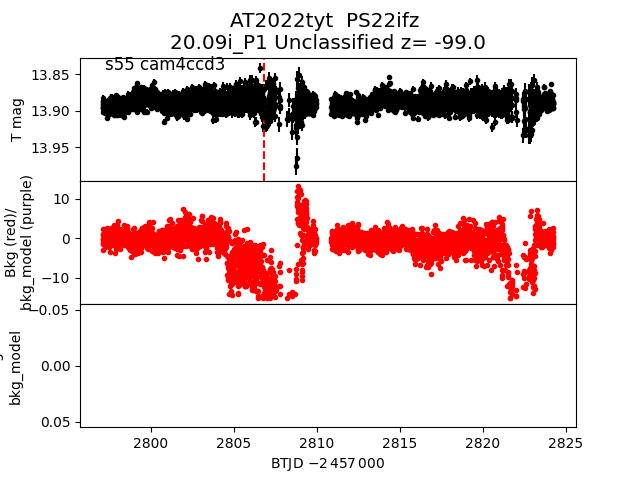 AT2022tyt PS22ifz
20.09i_P1 Unclassified z= -99.0
s55 cam4ccd3
T mag
13.85
13.90
13.95
Bkg (red)/
bkg_model (purple)
10
0
−10
bkg_model
−0.05
0.00
0.05
2800 2805 2810 2815 2820 2825
BTJD −2 457 000